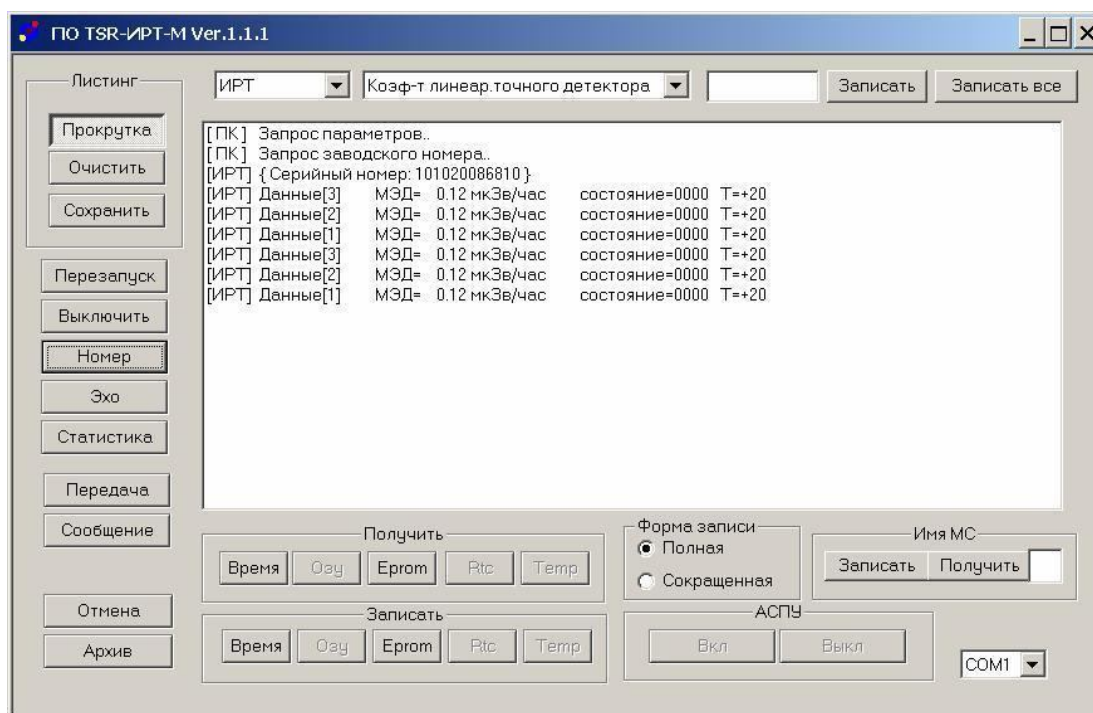 ПО TSR-ИРТ-М Ver.1.1.1
Листинг
ИРТ
Коэф-т линеар.точного детектора
Записать
Записать все
Прокрутка
Очистить
Сохранить
[ПК] Запрос параметров..
[ПК] Запрос заводского номера..
[ИРТ] { Серийный номер: 101020086810 }
[ИРТ] Данные[3] МЭД= 0.12 мкЗв/час состояние=0000 T=+20
[ИРТ] Данные[2] МЭД= 0.12 мкЗв/час состояние=0000 T=+20
[ИРТ] Данные[1] МЭД= 0.12 мкЗв/час состояние=0000 T=+20
[ИРТ] Данные[3] МЭД= 0.12 мкЗв/час состояние=0000 T=+20
[ИРТ] Данные[2] МЭД= 0.12 мкЗв/час состояние=0000 T=+20
[ИРТ] Данные[1] МЭД= 0.12 мкЗв/час состояние=0000 T=+20
Перезапуск
Выключить
Номер
Эхо
Статистика
Передача
Сообщение
Отмена
Архив
Получить
Время Озу Eprom Rtc Temp
Записать
Время Озу Eprom Rtc Temp
Форма записи
Полная
Сокращенная
Имя МС
Записать Получить
АСПУ
Вкл Выкл
COM1